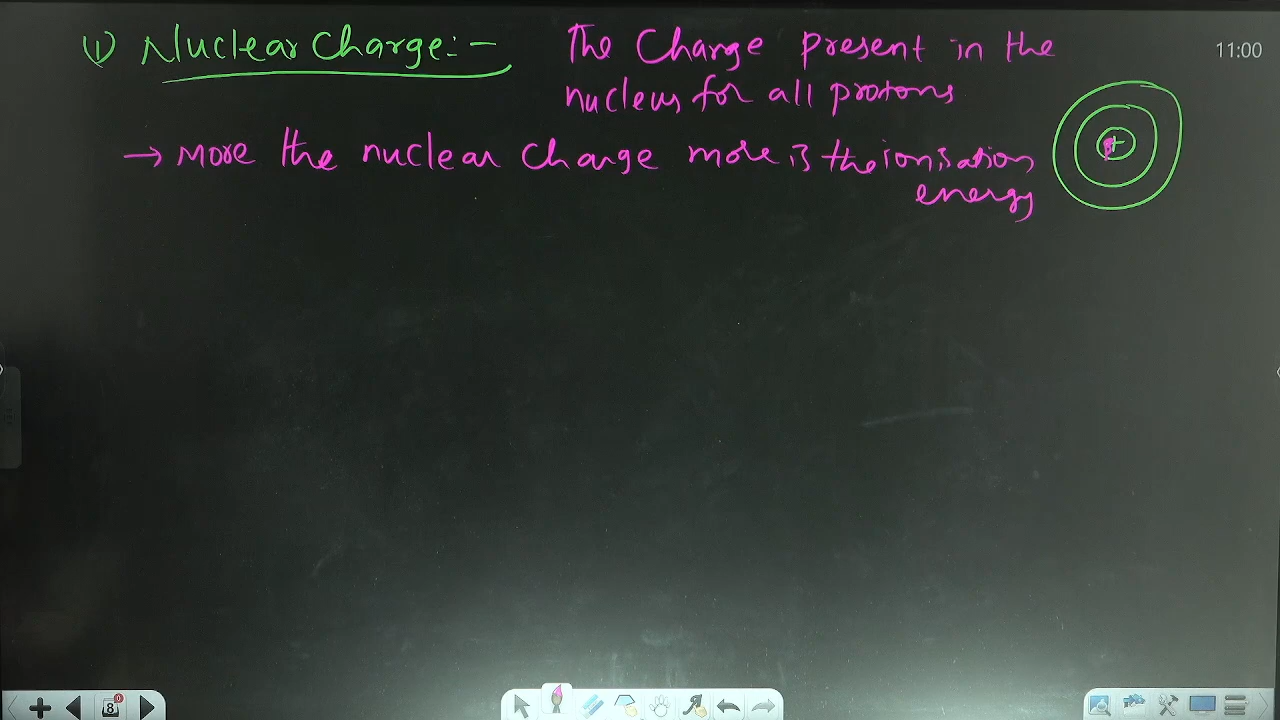 1) Nuclear Charge:- The Charge present in the
11:00
nucleus for all protons
→ More the nuclear charge more is the ionisation
energy
+
8